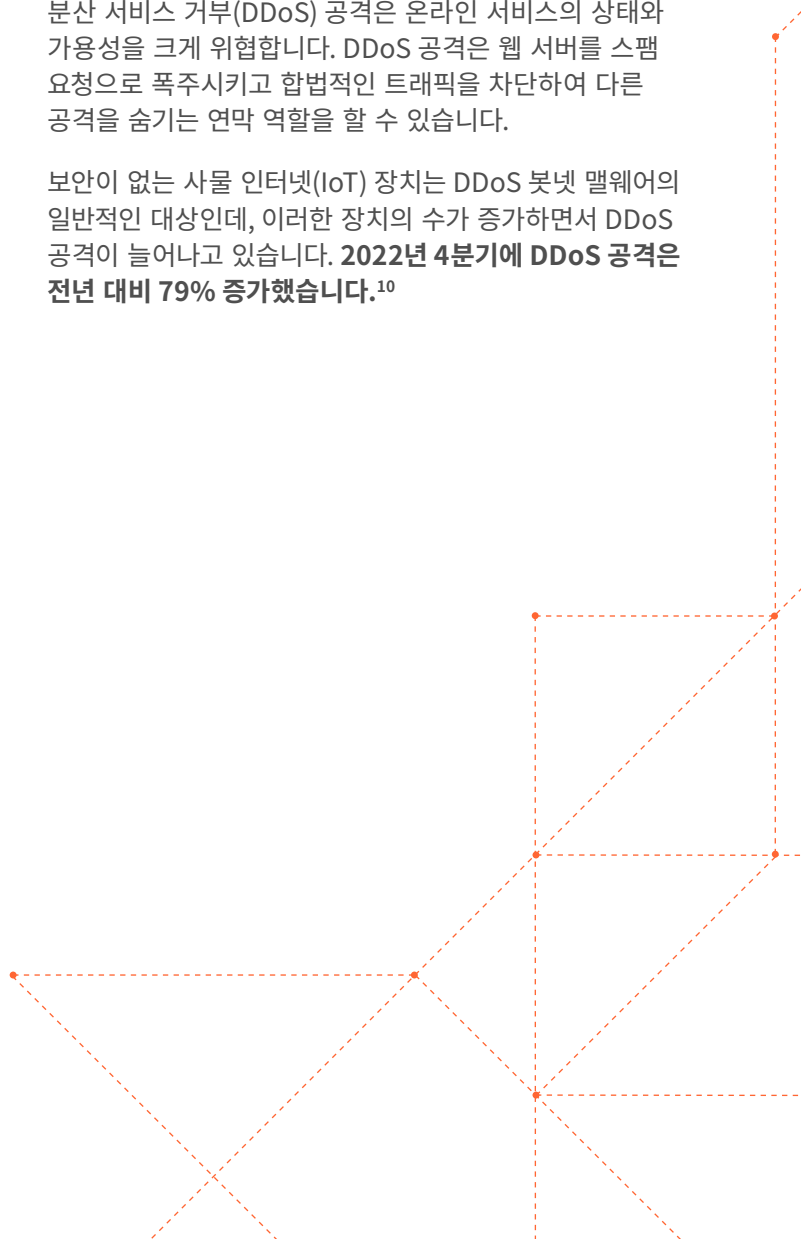 분산 서비스 거부(DDoS) 공격은 온라인 서비스의 상태와
가용성을 크게 위협합니다. DDoS 공격은 웹 서버를 스팸
요청으로 폭주시키고 합법적인 트래픽을 차단하여 다른
공격을 숨기는 연막 역할을 할 수 있습니다.
보안이 없는 사물 인터넷(IoT) 장치는 DDoS 봇넷 맬웨어의
일반적인 대상인데, 이러한 장치의 수가 증가하면서 DDoS
공격이 늘어나고 있습니다. 2022년 4분기에 DDoS 공격은
전년 대비 79% 증가했습니다.¹⁰